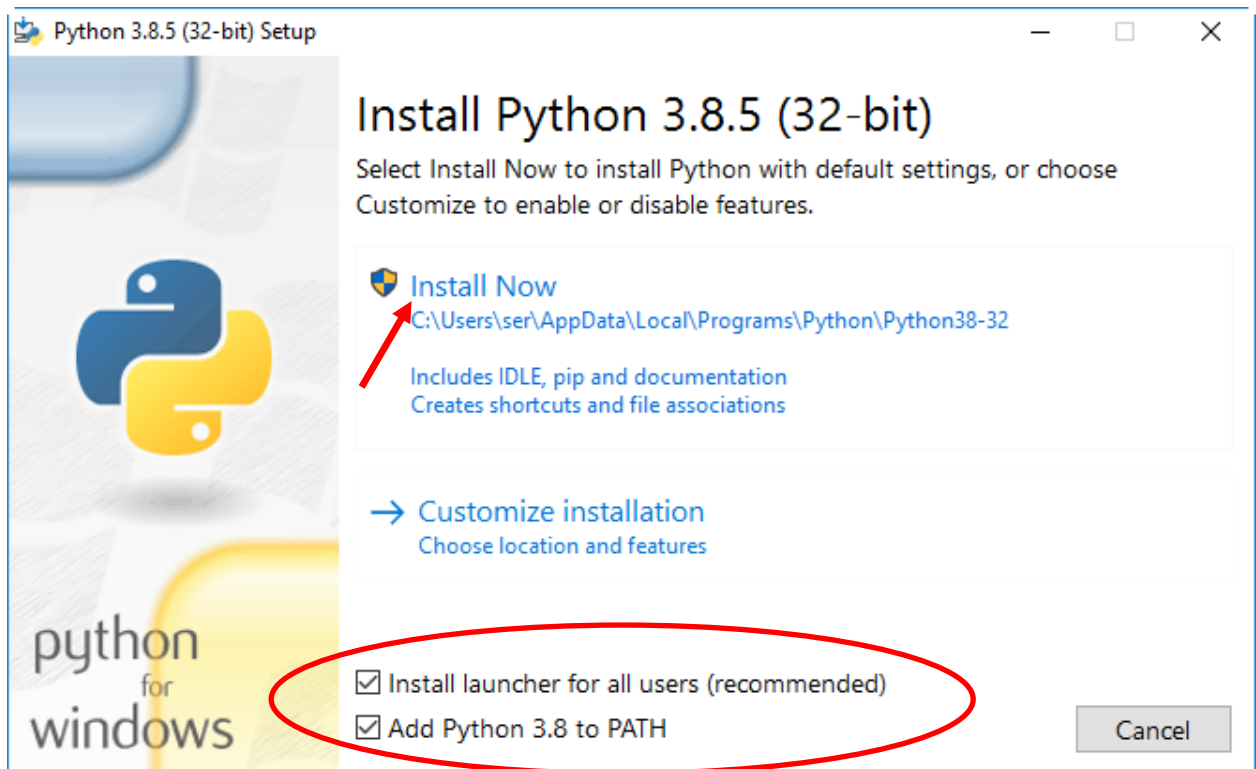 Python 3.8.5 (32-bit) Setup
Install Python 3.8.5 (32-bit)
Select Install Now to install Python with default settings, or choose
Customize to enable or disable features.
Install Now
C:\Users\ser\AppData\Local\Programs\Python\Python38-32
Includes IDLE, pip and documentation
Creates shortcuts and file associations
Customize installation
Choose location and features
python
for
windows
Install launcher for all users (recommended)
Add Python 3.8 to PATH
Cancel